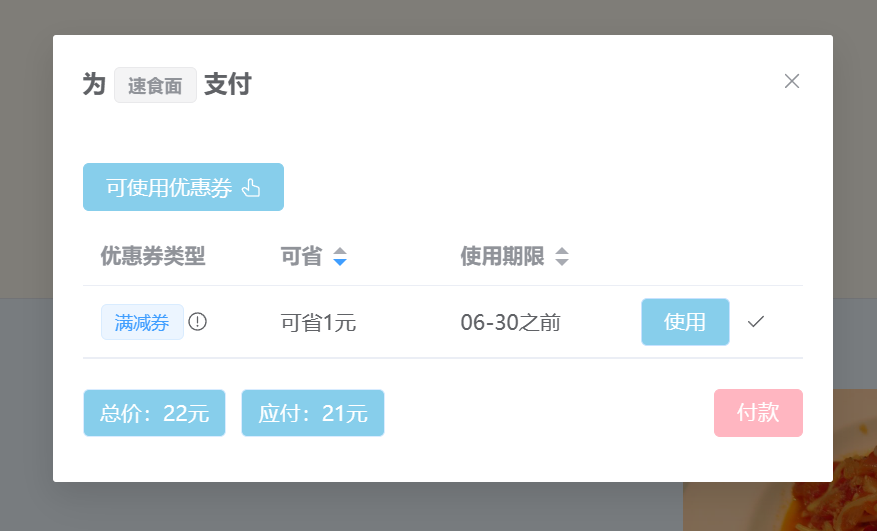 为 速食面 支付
可使用优惠券
优惠券类型 可省 使用期限
满减券 可省1元 06-30之前 使用
总价：22元 应付：21元 付款